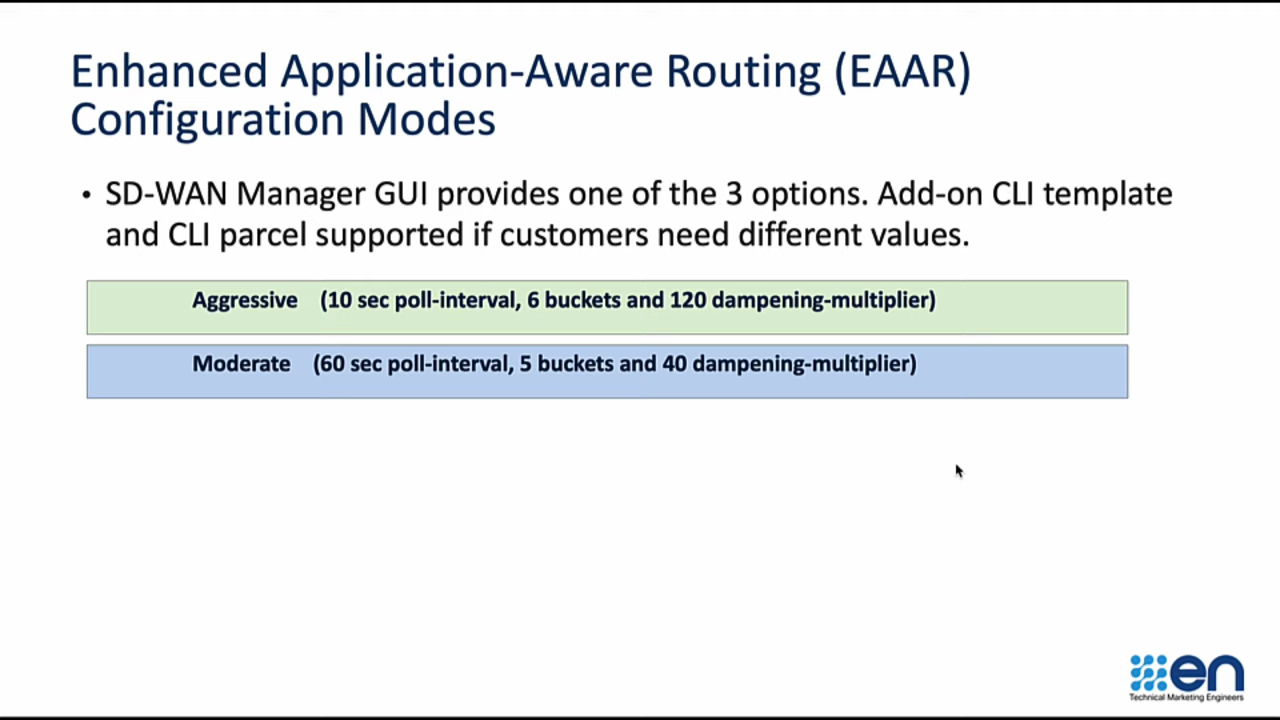 Enhanced Application-Aware Routing (EAAR)
Configuration Modes
• SD-WAN Manager GUI provides one of the 3 options. Add-on CLI template
and CLI parcel supported if customers need different values.
Aggressive (10 sec poll-interval, 6 buckets and 120 dampening-multiplier)
Moderate (60 sec poll-interval, 5 buckets and 40 dampening-multiplier)
en
Technical Marketing Engineers